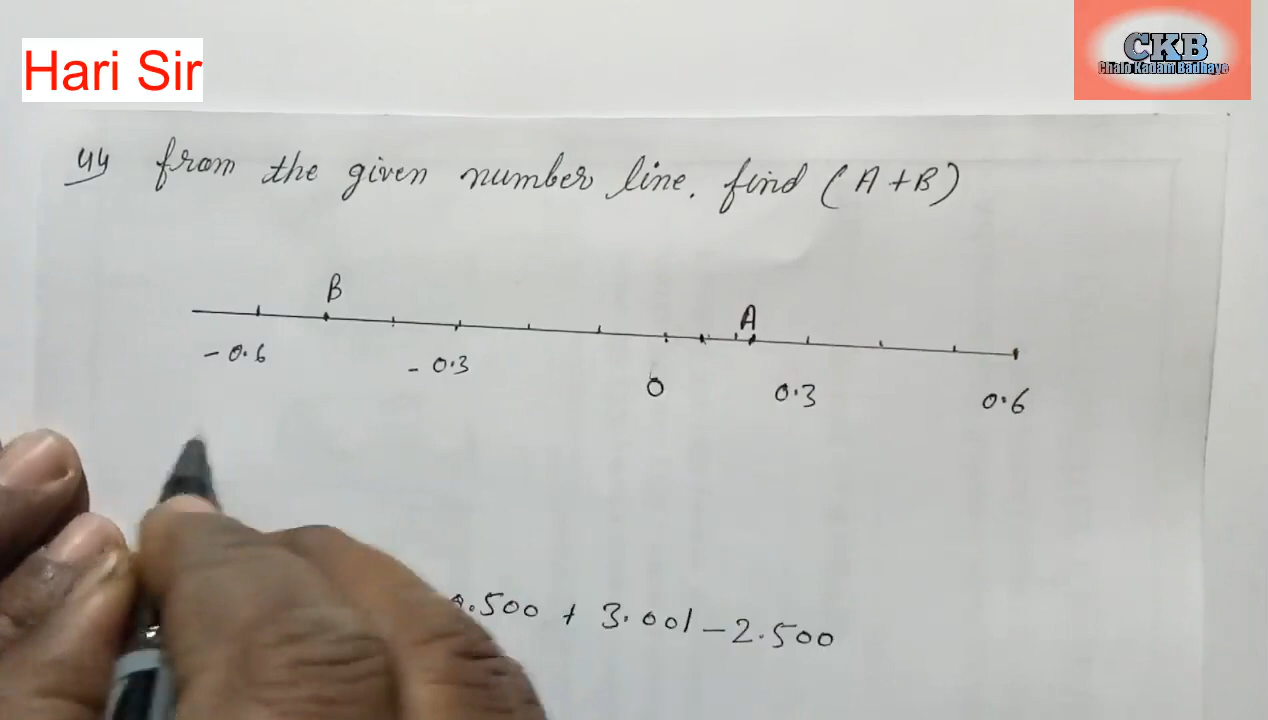 Hari Sir
CKB
Chalo Kadam Badhaye
44 from the given number line. find (A+B)
B
A
-0.6 -0.3 0 0.3 0.6
.500 + 3.001 - 2.500